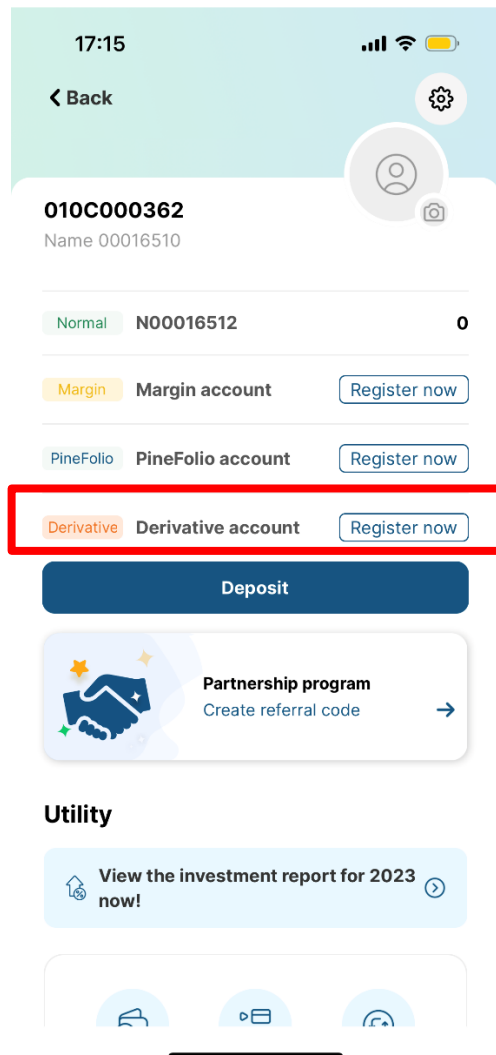 17:15
Back
010C000362
Name 00016510
Normal N00016512 0
Margin Margin account Register now
PineFolio PineFolio account Register now
Derivative Derivative account Register now
Deposit
Partnership program
Create referral code
Utility
View the investment report for 2023
now!